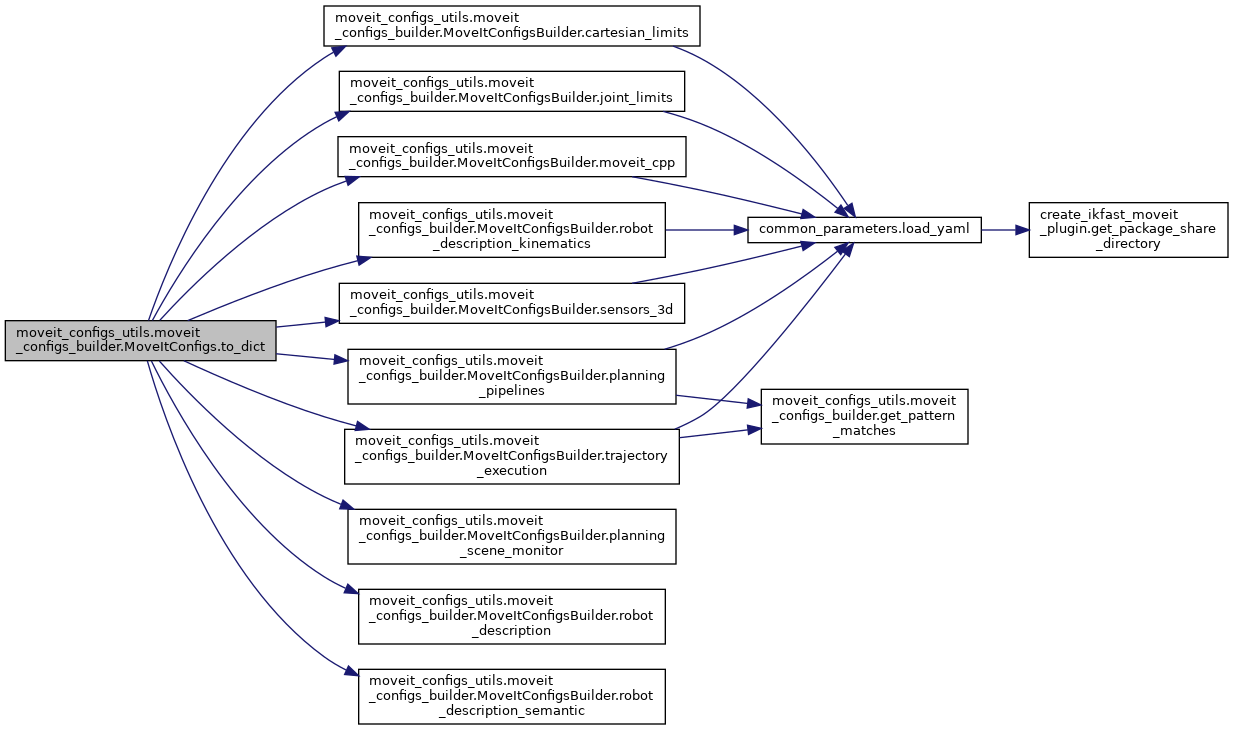 moveit_configs_utils.moveit
_configs_builder.MoveItConfigsBuilder.cartesian_limits
moveit_configs_utils.moveit
_configs_builder.MoveItConfigsBuilder.joint_limits
moveit_configs_utils.moveit
_configs_builder.MoveItConfigsBuilder.moveit_cpp
moveit_configs_utils.moveit
_configs_builder.MoveItConfigsBuilder.robot
_description_kinematics
common_parameters.load_yaml
create_ikfast_moveit
_plugin.get_package_share
_directory
moveit_configs_utils.moveit
_configs_builder.MoveItConfigsBuilder.sensors_3d
moveit_configs_utils.moveit
_configs_builder.MoveItConfigs.to_dict
moveit_configs_utils.moveit
_configs_builder.MoveItConfigsBuilder.planning
_pipelines
moveit_configs_utils.moveit
_configs_builder.get_pattern
_matches
moveit_configs_utils.moveit
_configs_builder.MoveItConfigsBuilder.trajectory
_execution
moveit_configs_utils.moveit
_configs_builder.MoveItConfigsBuilder.planning
_scene_monitor
moveit_configs_utils.moveit
_configs_builder.MoveItConfigsBuilder.robot
_description
moveit_configs_utils.moveit
_configs_builder.MoveItConfigsBuilder.robot
_description_semantic